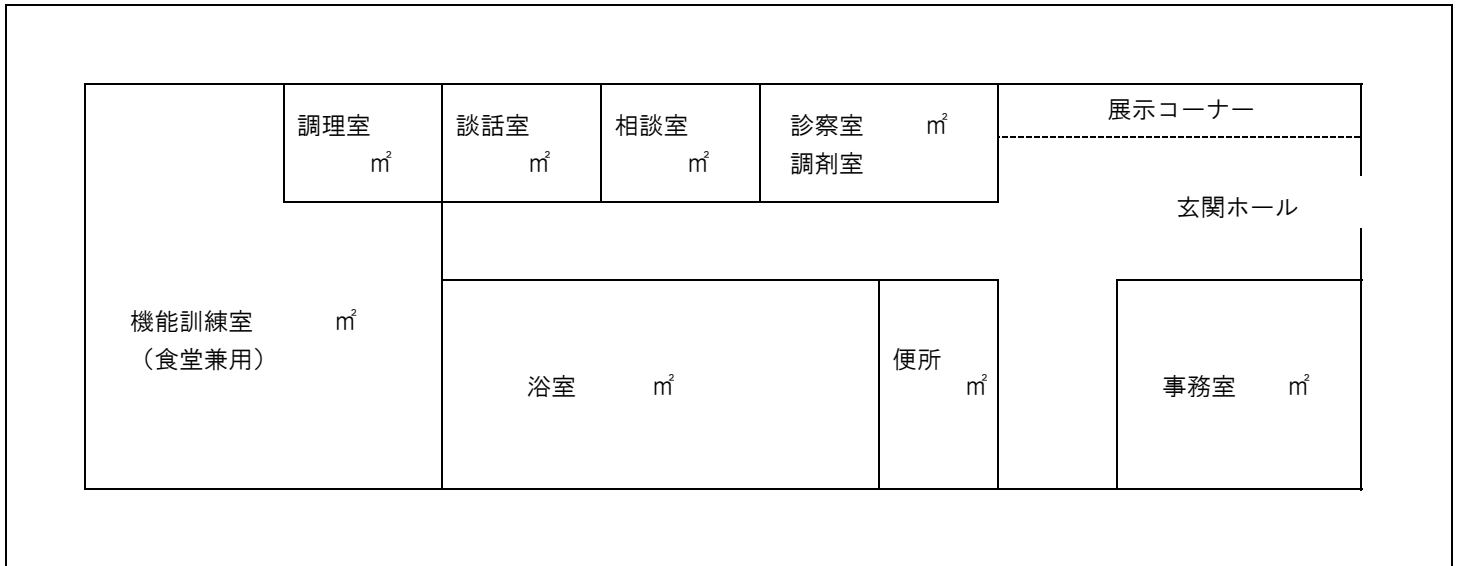 展示コーナー
調理室
㎡
談話室
㎡
相談室
㎡
診察室 ㎡
調剤室
玄関ホール
機能訓練室 ㎡
（食堂兼用）
浴室 ㎡
便所
㎡
事務室 ㎡